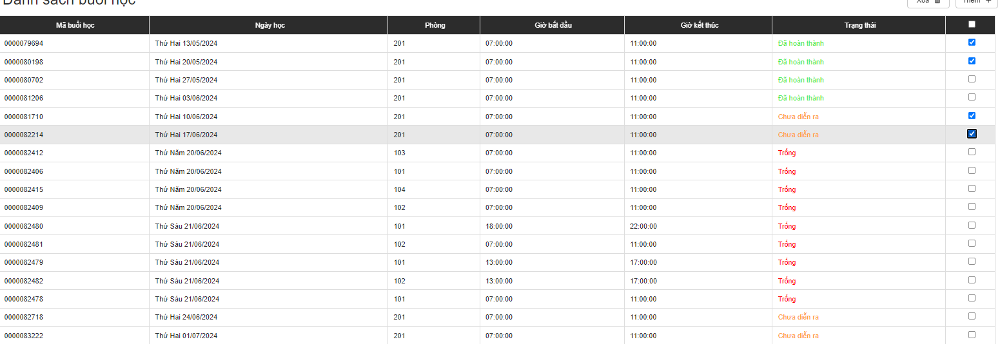 Danh sách buổi học
Xóa Thêm +
Mã buổi học Ngày học Phòng Giờ bắt đầu Giờ kết thúc Trạng thái
0000079694 Thứ Hai 13/05/2024 201 07:00:00 11:00:00 Đã hoàn thành
0000080198 Thứ Hai 20/05/2024 201 07:00:00 11:00:00 Đã hoàn thành
0000080702 Thứ Hai 27/05/2024 201 07:00:00 11:00:00 Đã hoàn thành
0000081206 Thứ Hai 03/06/2024 201 07:00:00 11:00:00 Đã hoàn thành
0000081710 Thứ Hai 10/06/2024 201 07:00:00 11:00:00 Chưa diễn ra
0000082214 Thứ Hai 17/06/2024 201 07:00:00 11:00:00 Chưa diễn ra
0000082412 Thứ Năm 20/06/2024 103 07:00:00 11:00:00 Trống
0000082406 Thứ Năm 20/06/2024 101 07:00:00 11:00:00 Trống
0000082415 Thứ Năm 20/06/2024 104 07:00:00 11:00:00 Trống
0000082409 Thứ Năm 20/06/2024 102 07:00:00 11:00:00 Trống
0000082480 Thứ Sáu 21/06/2024 101 18:00:00 22:00:00 Trống
0000082481 Thứ Sáu 21/06/2024 102 07:00:00 11:00:00 Trống
0000082479 Thứ Sáu 21/06/2024 101 13:00:00 17:00:00 Trống
0000082482 Thứ Sáu 21/06/2024 102 13:00:00 17:00:00 Trống
0000082478 Thứ Sáu 21/06/2024 101 07:00:00 11:00:00 Trống
0000082718 Thứ Hai 24/06/2024 201 07:00:00 11:00:00 Chưa diễn ra
0000083222 Thứ Hai 01/07/2024 201 07:00:00 11:00:00 Chưa diễn ra